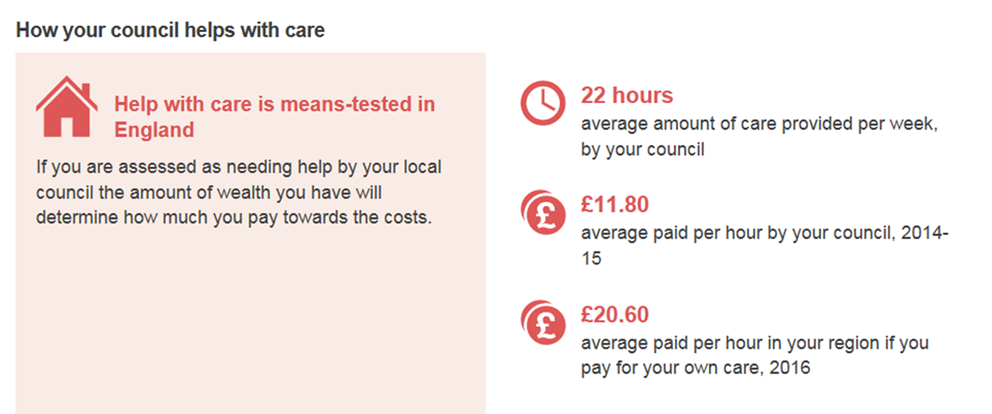 How your council helps with care
Help with care is means-tested in
England
If you are assessed as needing help by your local
council the amount of wealth you have will
determine how much you pay towards the costs.
22 hours
average amount of care provided per week,
by your council
£11.80
average paid per hour by your council, 2014-
15
£20.60
average paid per hour in your region if you
pay for your own care, 2016